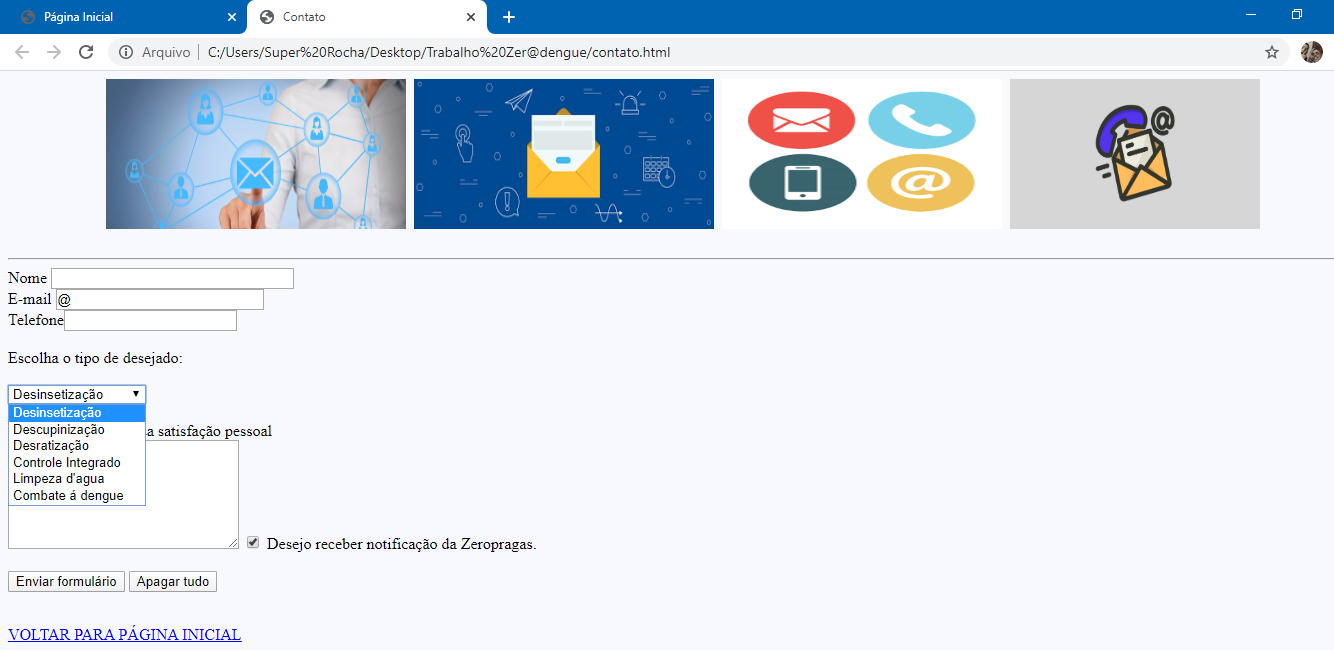 Página Inicial
Contato
Arquivo
C:/Users/Super%20Rocha/Desktop/Trabalho%20Zer@dengue/contato.html
@
@
Nome
E-mail @
Telefone
Escolha o tipo de desejado:
Desinsetização
Desinsetização
Descupinização
a satisfação pessoal
Desratização
Controle Integrado
Limpeza d'agua
Combate á dengue
Desejo receber notificação da Zeropragas.
Enviar formulário Apagar tudo
VOLTAR PARA PÁGINA INICIAL